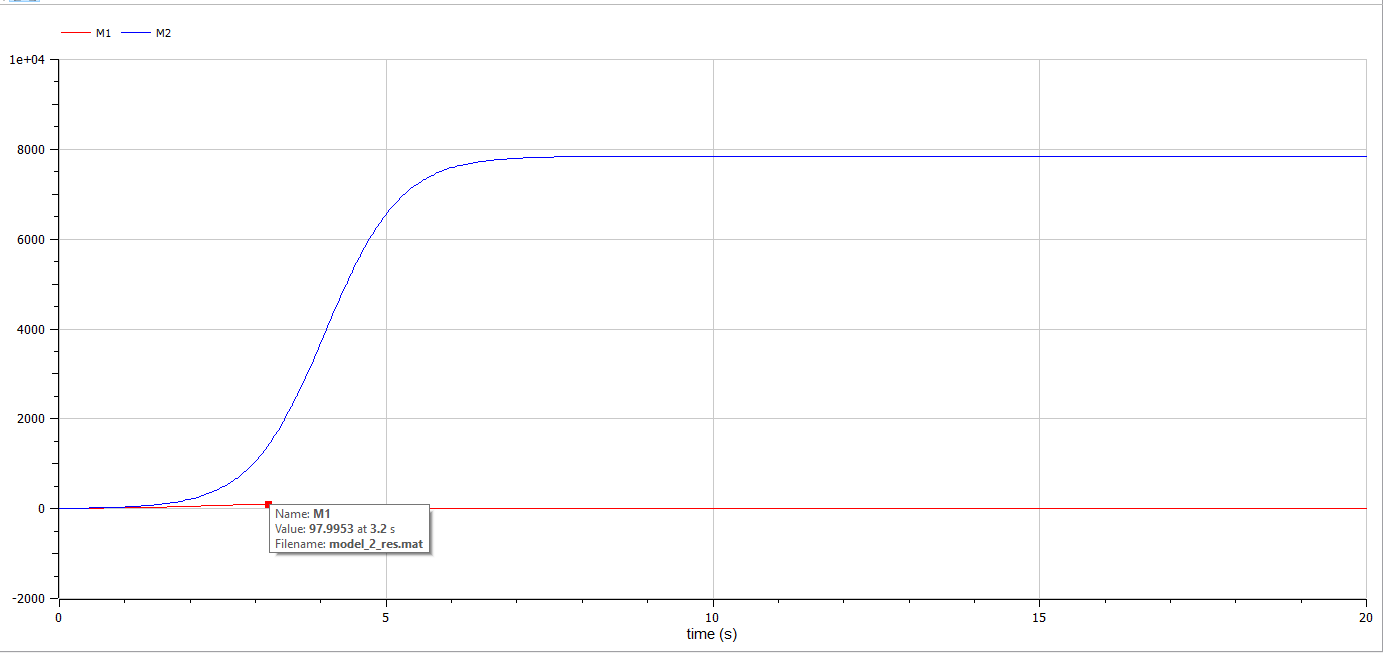 M1 M2
1e+04
8000
6000
4000
2000
0
-2000
Name: M1
Value: 97.9953 at 3.2 s
Filename: model_2_res.mat
0 5 10 15 20
time (s)